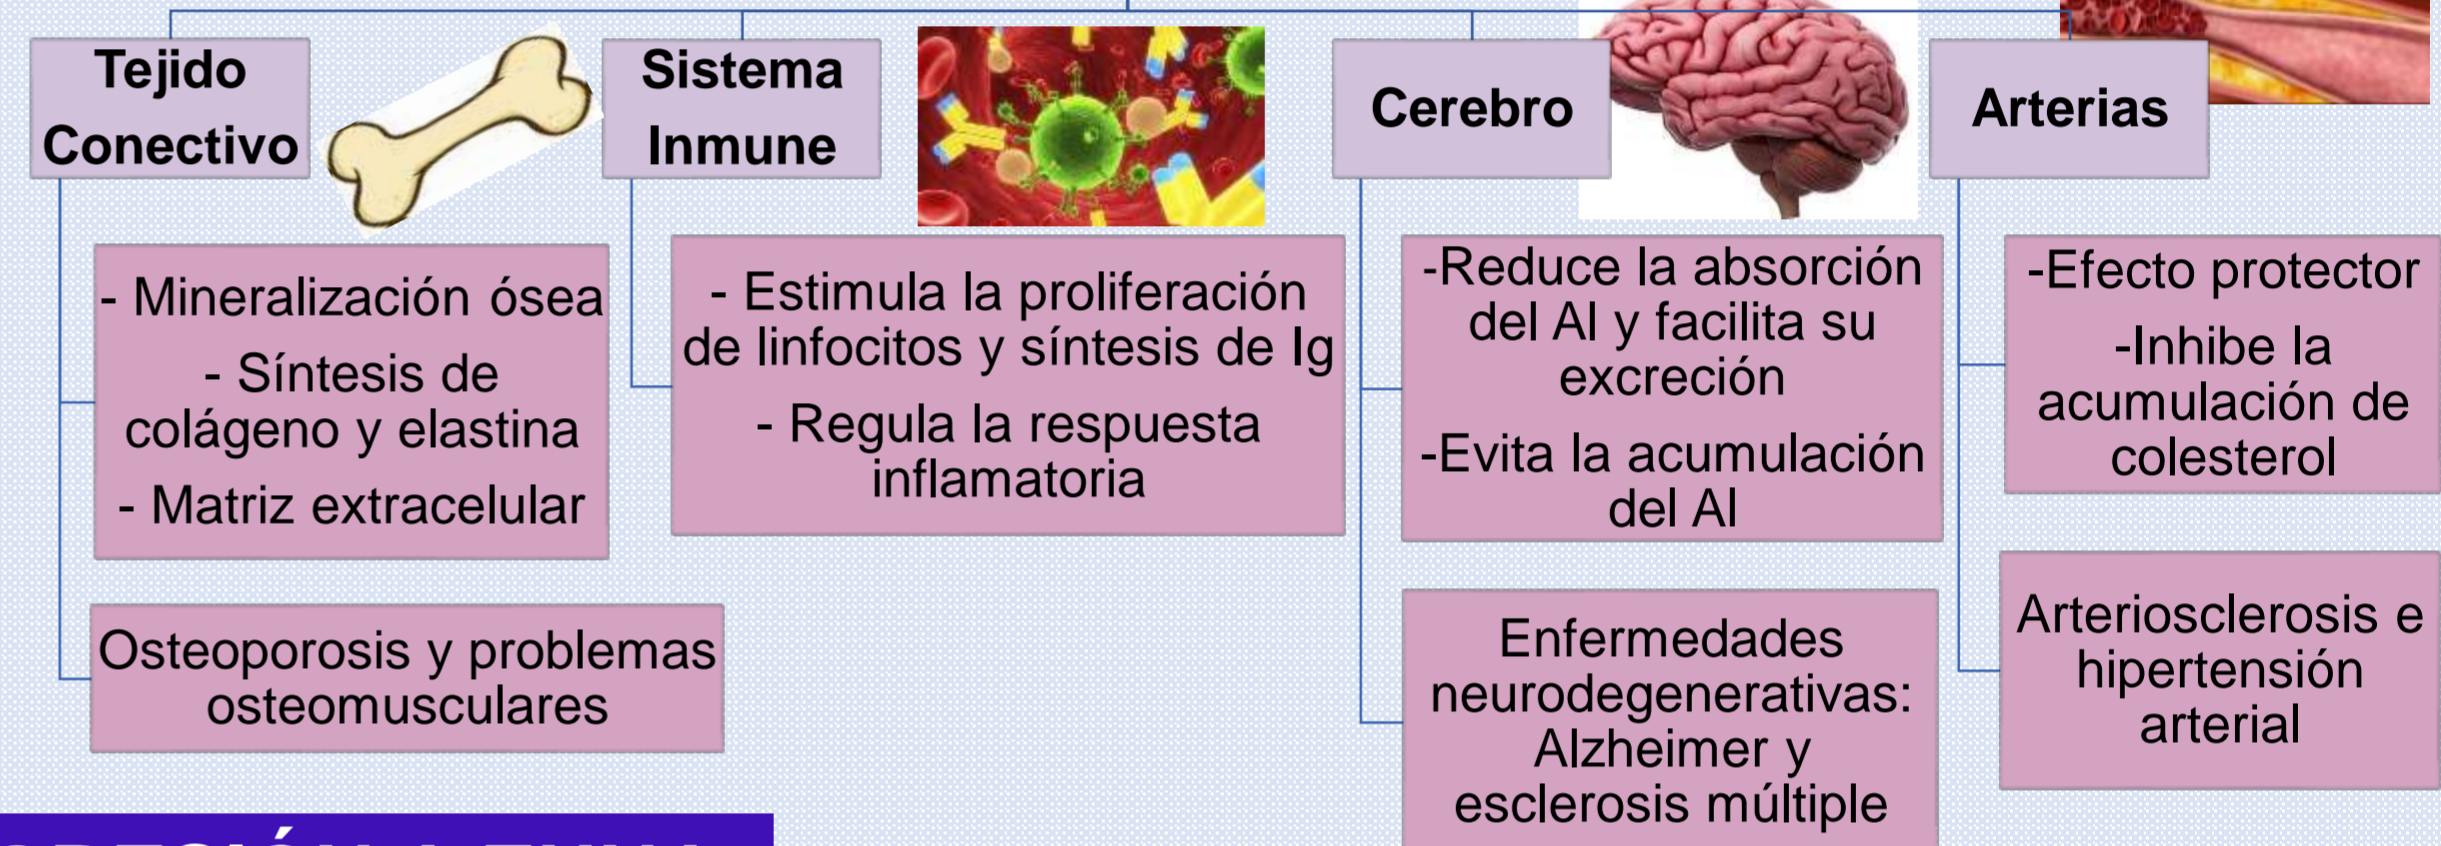 Tejido
Conectivo
Sistema
Inmune
Cerebro
Arterias
- Mineralización ósea
- Síntesis de
colágeno y elastina
- Matriz extracelular
- Estimula la proliferación
de linfocitos y síntesis de Ig
- Regula la respuesta
inflamatoria
-Reduce la absorción
del Al y facilita su
excreción
-Evita la acumulación
del Al
-Efecto protector
-Inhibe la
acumulación de
colesterol
Osteoporosis y problemas
osteomusculares
Enfermedades
neurodegenerativas:
Alzheimer y
esclerosis múltiple
Arteriosclerosis e
hipertensión
arterial